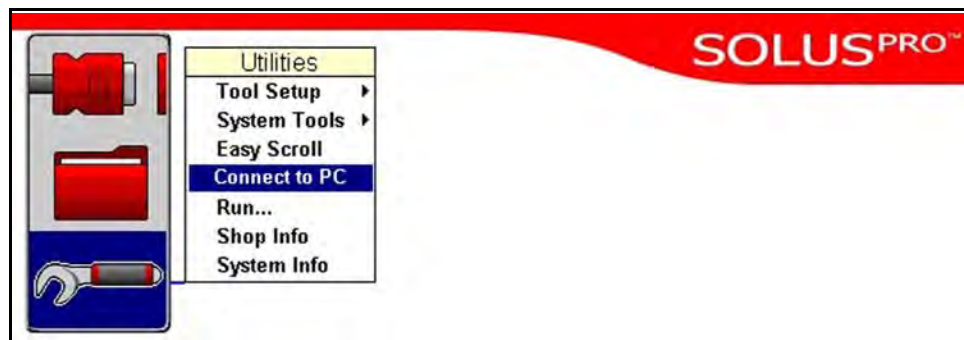 SOLUSPRO™
Utilities
Tool Setup
System Tools
Easy Scroll
Connect to PC
Run...
Shop Info
System Info